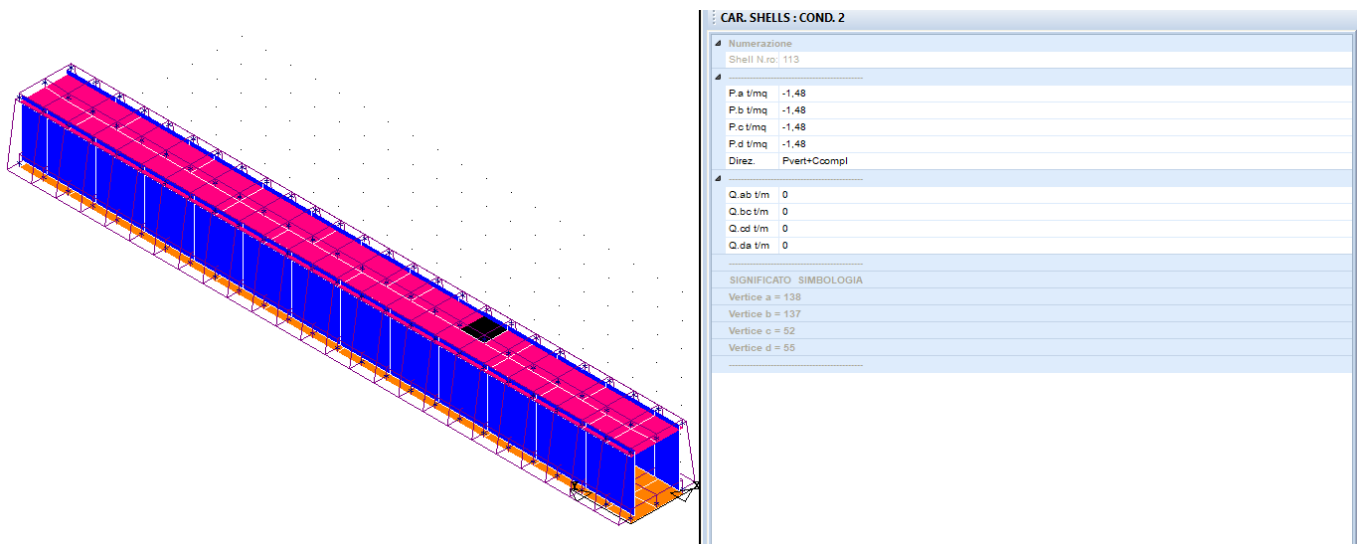 CAR. SHELLS : COND. 2
Numerazione
Shell N.ro: 113
P.a t/mq -1,48
P.b t/mq -1,48
P.c t/mq -1,48
P.d t/mq -1,48
Direz. Pvert+Ccompl
Q.ab t/m 0
Q.bc t/m 0
Q.cd t/m 0
Q.da t/m 0
SIGNIFICATO SIMBOLOGIA
Vertice a = 138
Vertice b = 137
Vertice c = 52
Vertice d = 55